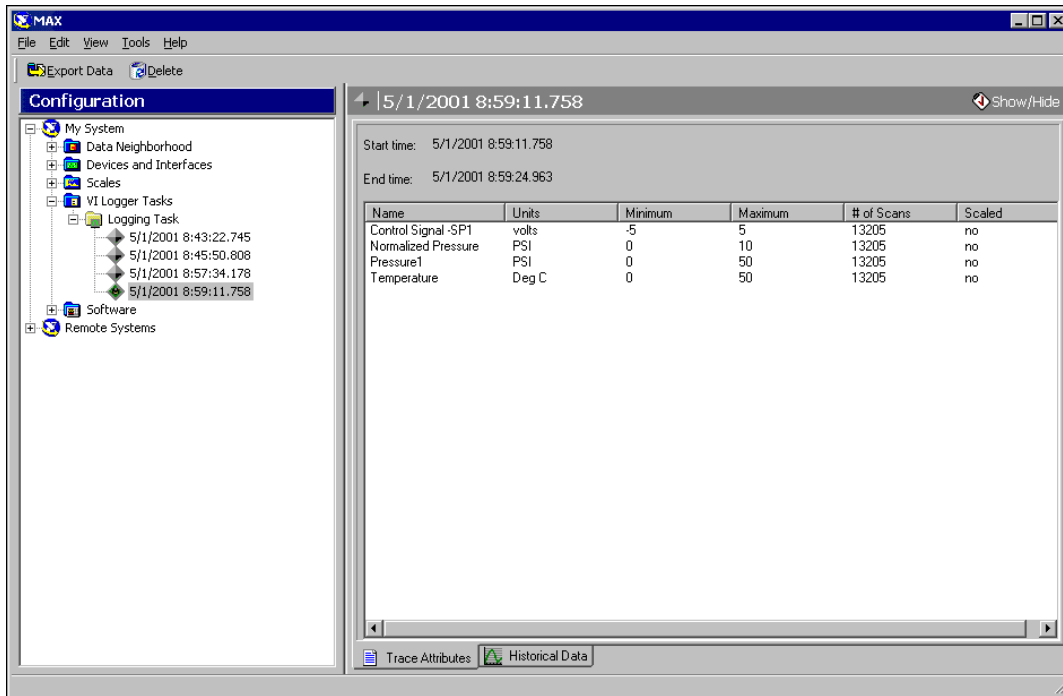 MAX
File Edit View Tools Help
Export Data Delete
Configuration
My System
Data Neighborhood
Devices and Interfaces
Scales
VI Logger Tasks
Logging Task
5/1/2001 8:43:22.745
5/1/2001 8:45:50.808
5/1/2001 8:57:34.178
5/1/2001 8:59:11.758
Software
Remote Systems
5/1/2001 8:59:11.758 Show/Hide
Start time: 5/1/2001 8:59:11.758
End time: 5/1/2001 8:59:24.963
Name Units Minimum Maximum # of Scans Scaled
Control Signal -SP1 volts -5 5 13205 no
Normalized Pressure PSI 0 10 13205 no
Pressure1 PSI 0 50 13205 no
Temperature Deg C 0 50 13205 no
Trace Attributes Historical Data